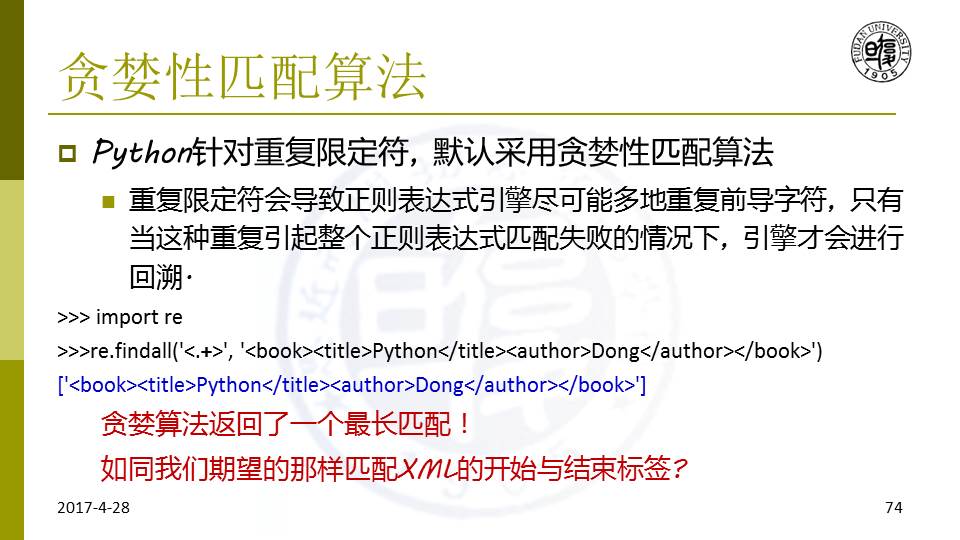 贪婪性匹配算法
FUDAN UNIVERSITY
1905
Python针对重复限定符，默认采用贪婪性匹配算法
重复限定符会导致正则表达式引擎尽可能多地重复前导字符，只有
当这种重复引起整个正则表达式匹配失败的情况下，引擎才会进行
回溯.
>>> import re
>>>re.findall('<.+>', '<book><title>Python</title><author>Dong</author></book>')
['<book><title>Python</title><author>Dong</author></book>']
贪婪算法返回了一个最长匹配！
如同我们期望的那样匹配XML的开始与结束标签?
2017-4-28
74